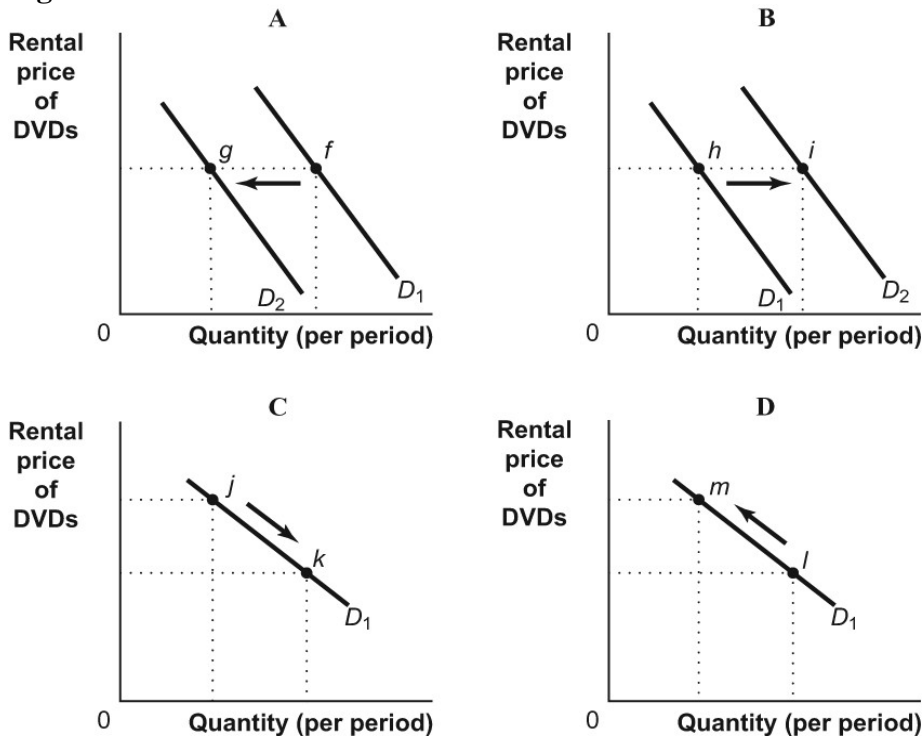 A
Rental
price
of
DVDs
g
f
D2
D1
0
Quantity (per period)
B
Rental
price
of
DVDs
h
i
D1
D2
0
Quantity (per period)
C
Rental
price
of
DVDs
j
k
D1
0
Quantity (per period)
D
Rental
price
of
DVDs
m
l
D1
0
Quantity (per period)